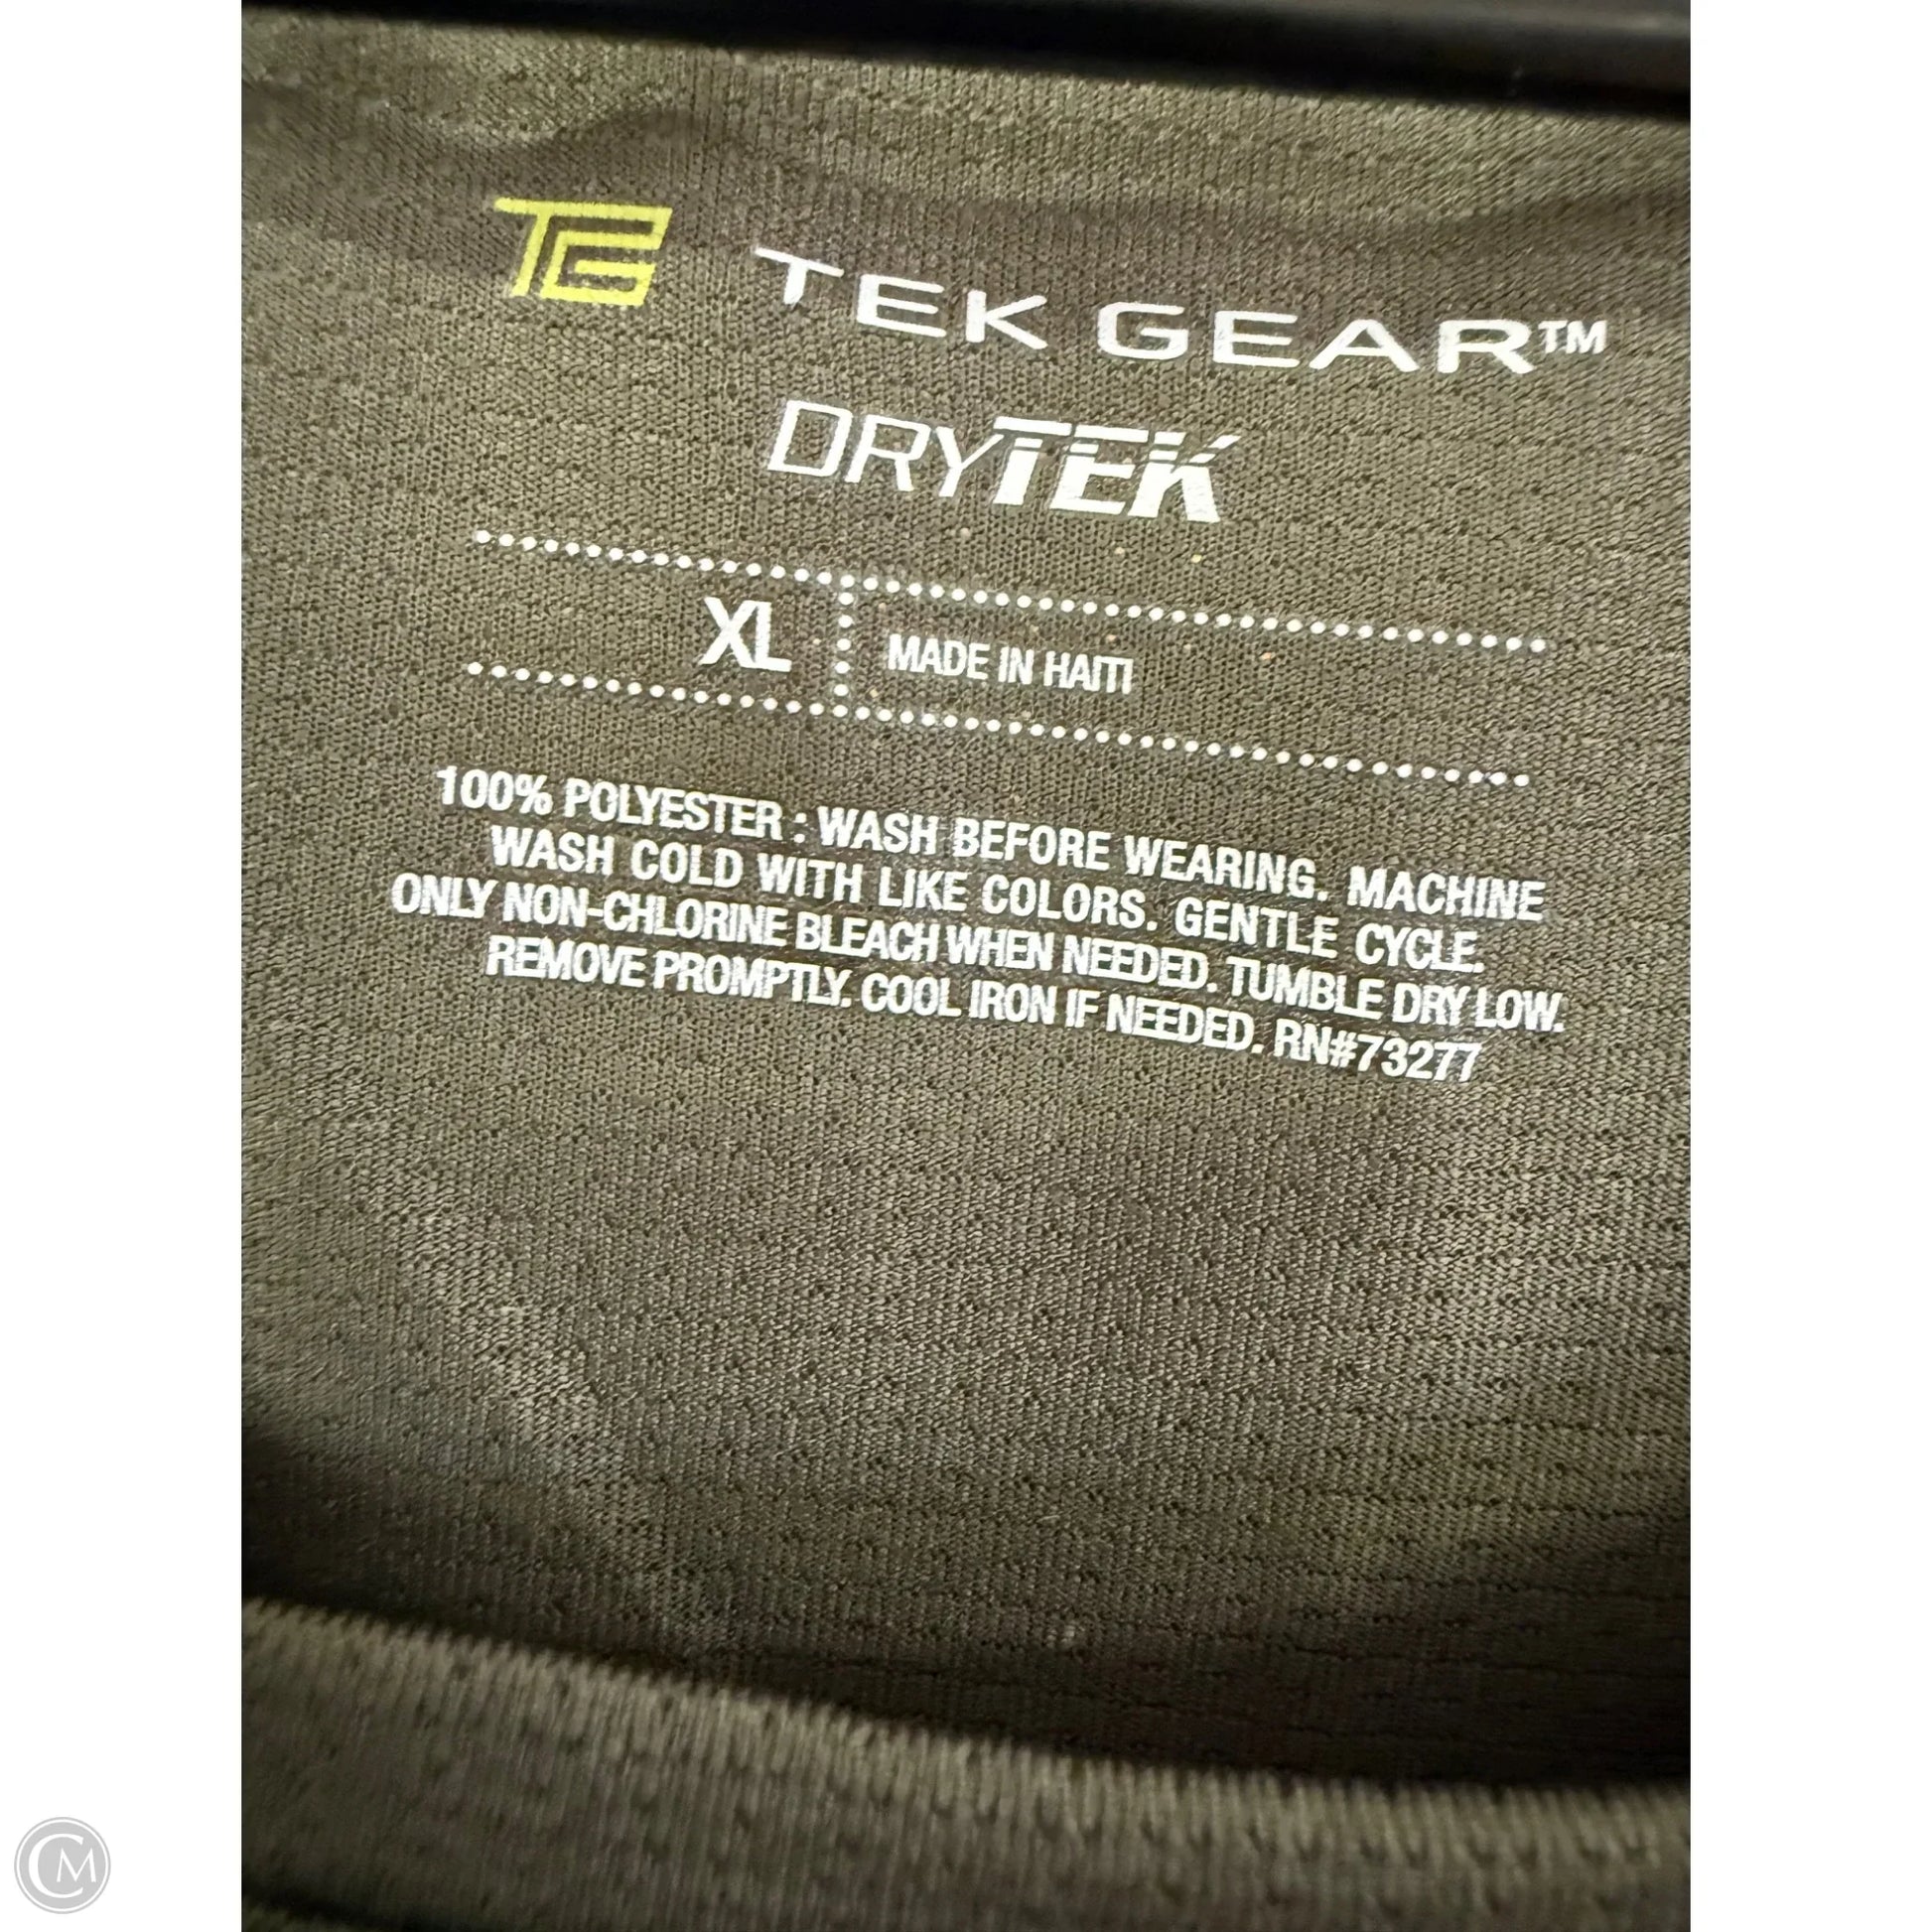 TG TEK GEAR™
DRYTEK
XL MADE IN HAITI
100% POLYESTER : WASH BEFORE WEARING. MACHINE
WASH COLD WITH LIKE COLORS. GENTLE CYCLE.
ONLY NON-CHLORINE BLEACH WHEN NEEDED. TUMBLE DRY LOW.
REMOVE PROMPTLY. COOL IRON IF NEEDED. RN#73277
CM